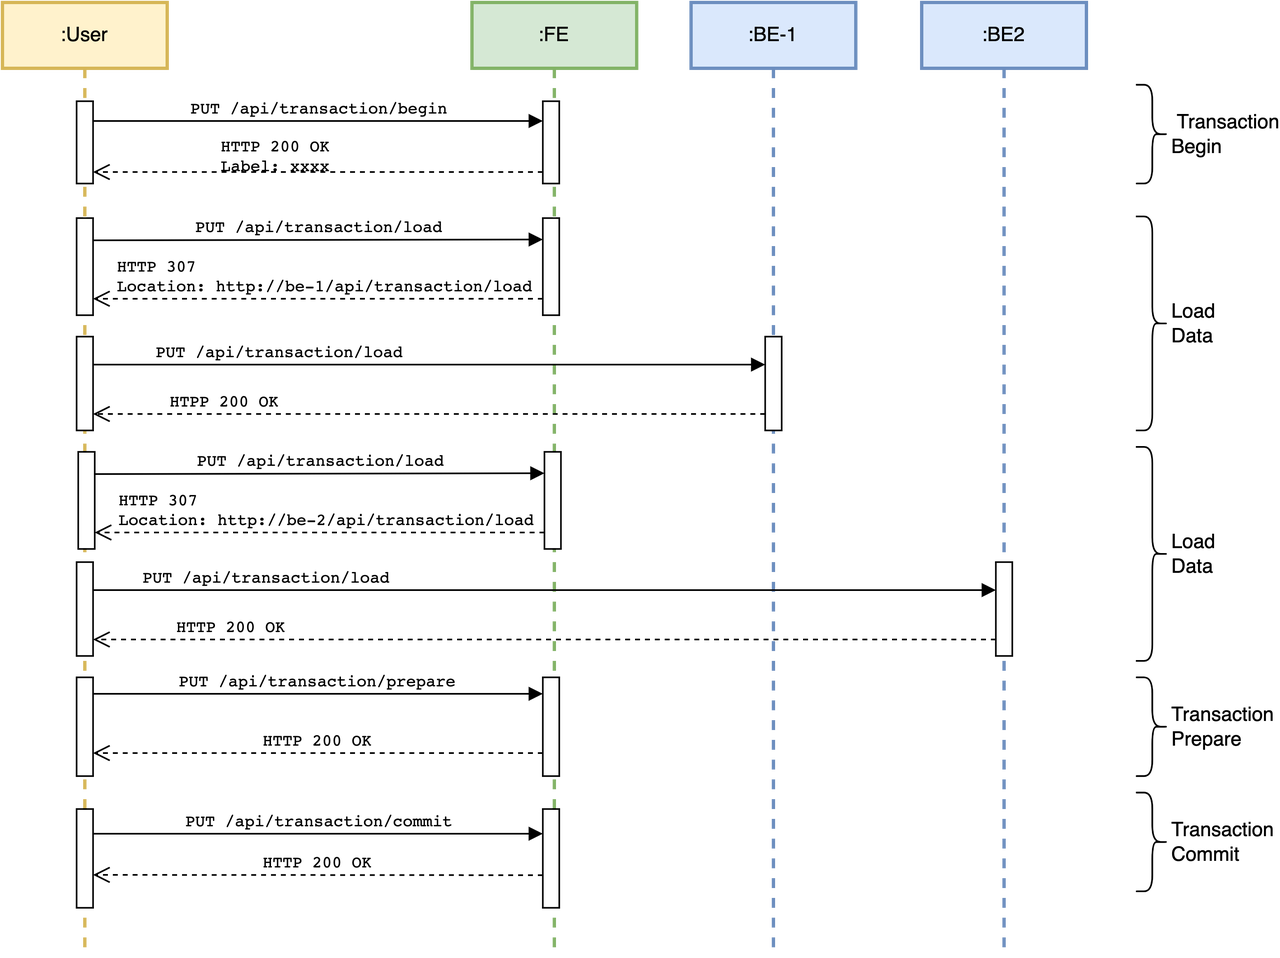 :User
:FE
:BE-1
:BE2
PUT /api/transaction/begin
HTTP 200 OK
Label: xxxx
Transaction
Begin
PUT /api/transaction/load
HTTP 307
Location: http://be-1/api/transaction/load
PUT /api/transaction/load
HTPP 200 OK
Load
Data
PUT /api/transaction/load
HTTP 307
Location: http://be-2/api/transaction/load
PUT /api/transaction/load
HTTP 200 OK
Load
Data
PUT /api/transaction/prepare
HTTP 200 OK
Transaction
Prepare
PUT /api/transaction/commit
HTTP 200 OK
Transaction
Commit